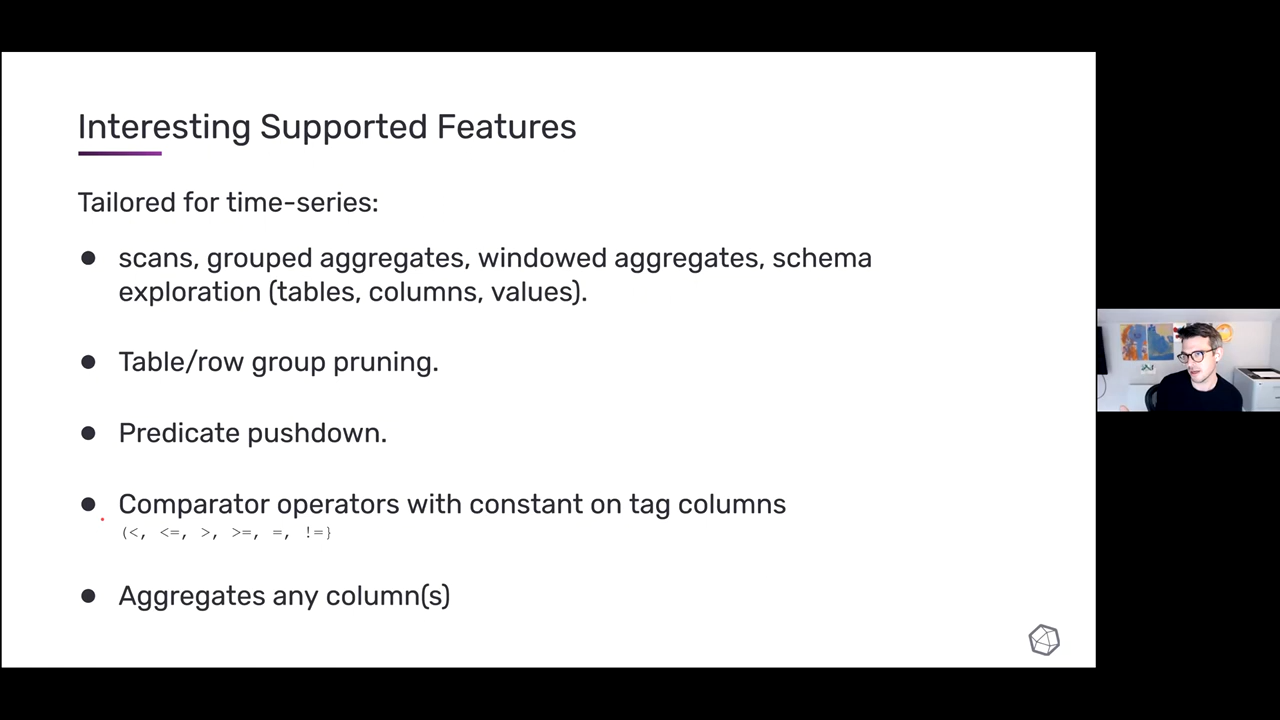 Interesting Supported Features
Tailored for time-series:
● scans, grouped aggregates, windowed aggregates, schema
exploration (tables, columns, values).
● Table/row group pruning.
● Predicate pushdown.
● Comparator operators with constant on tag columns
(<, <=, >, >=, =, !=}
● Aggregates any column(s)